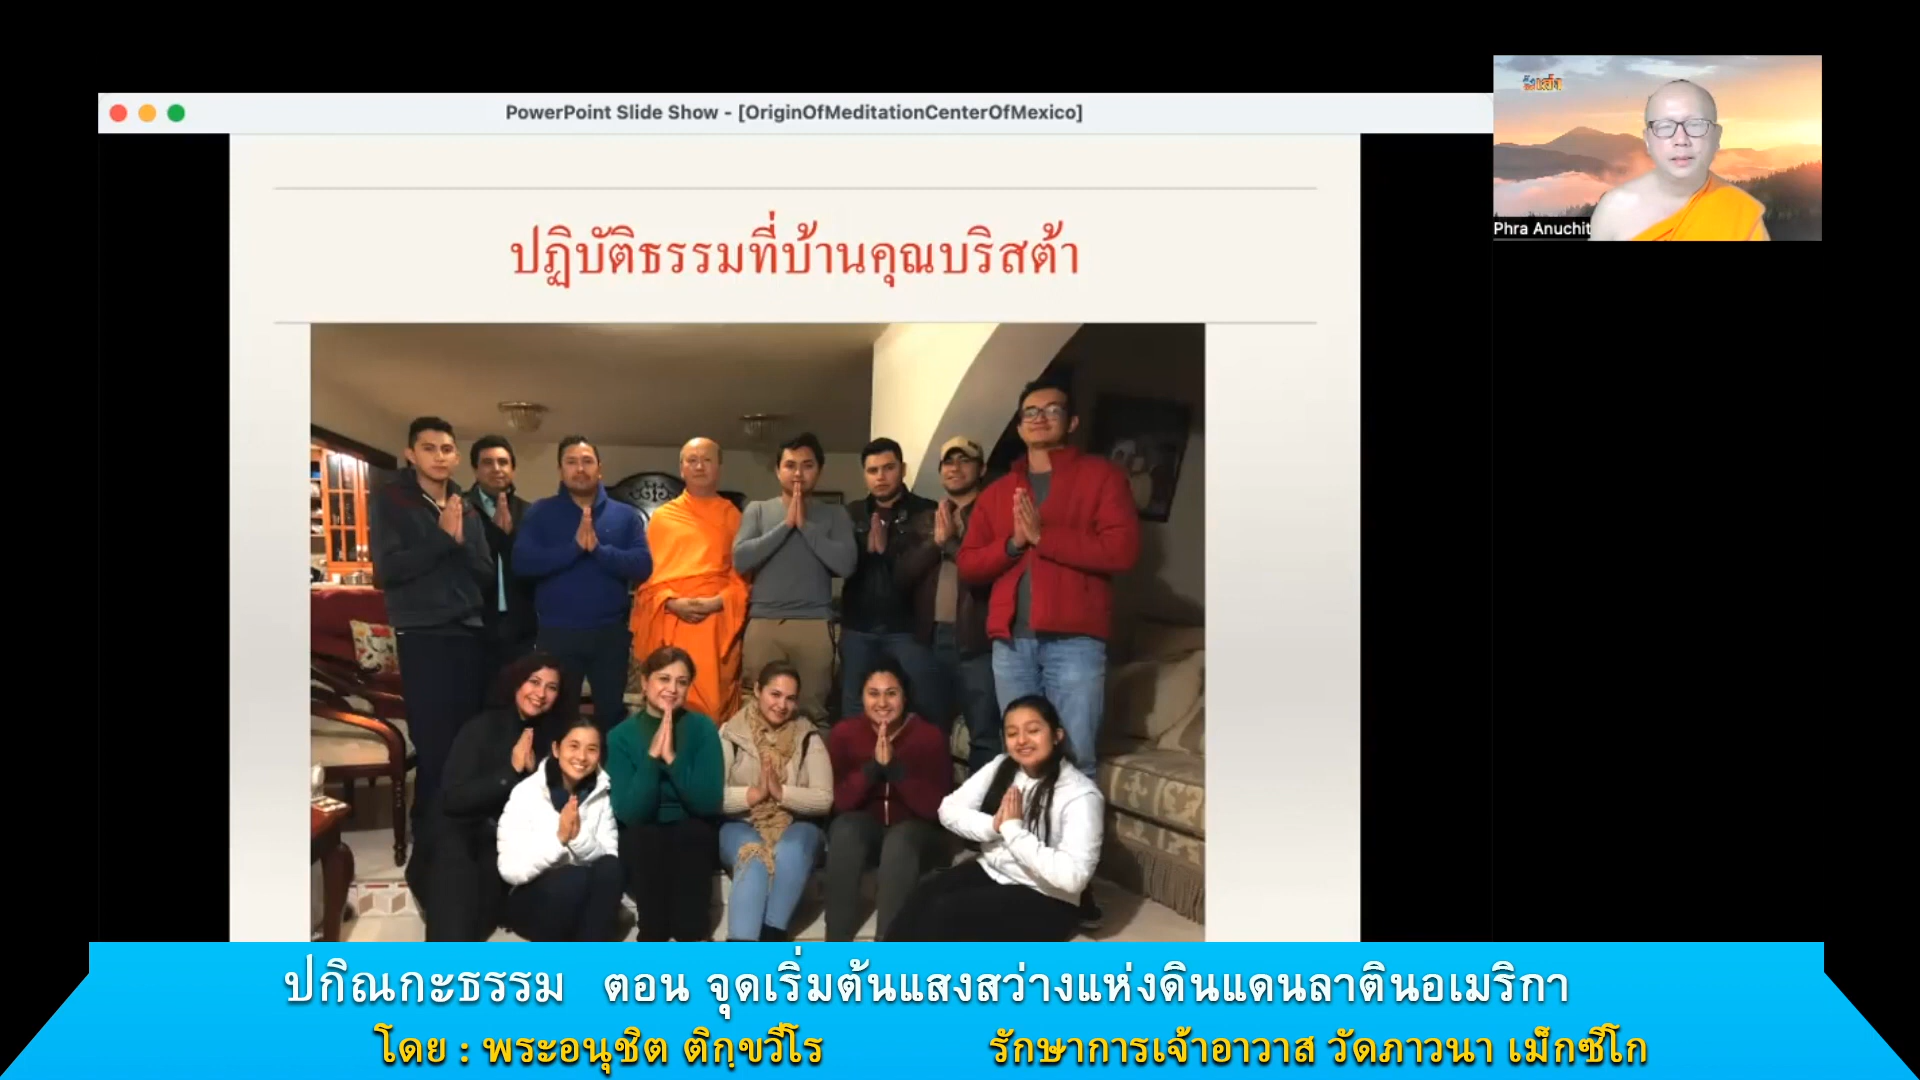 PowerPoint Slide Show - [OriginOfMeditationCenterOfMexico]
Phra Anuchit
ปฏิบัติธรรมที่บ้านคุณบริสต้า
ปกิณกะธรรม ตอน จุดเริ่มต้นแสงสว่างแห่งดินแดนลาตินอเมริกา
โดย : พระอนุชิต ติกฺขวีโร รักษาการเจ้าอาวาส วัดภาวนา เม็กซิโก